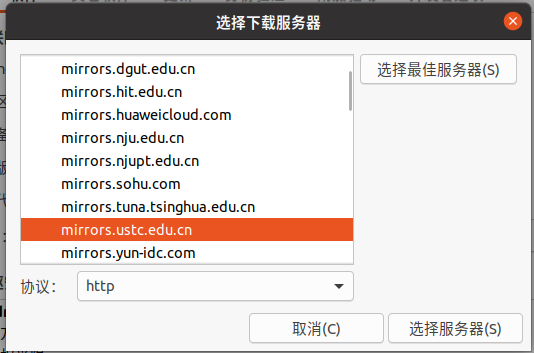 选择下载服务器
mirrors.dgut.edu.cn
选择最佳服务器(S)
mirrors.hit.edu.cn
mirrors.huaweicloud.com
mirrors.nju.edu.cn
mirrors.njupt.edu.cn
mirrors.sohu.com
mirrors.tuna.tsinghua.edu.cn
mirrors.ustc.edu.cn
mirrors.yun-idc.com
协议： http
取消(C)
选择服务器(S)